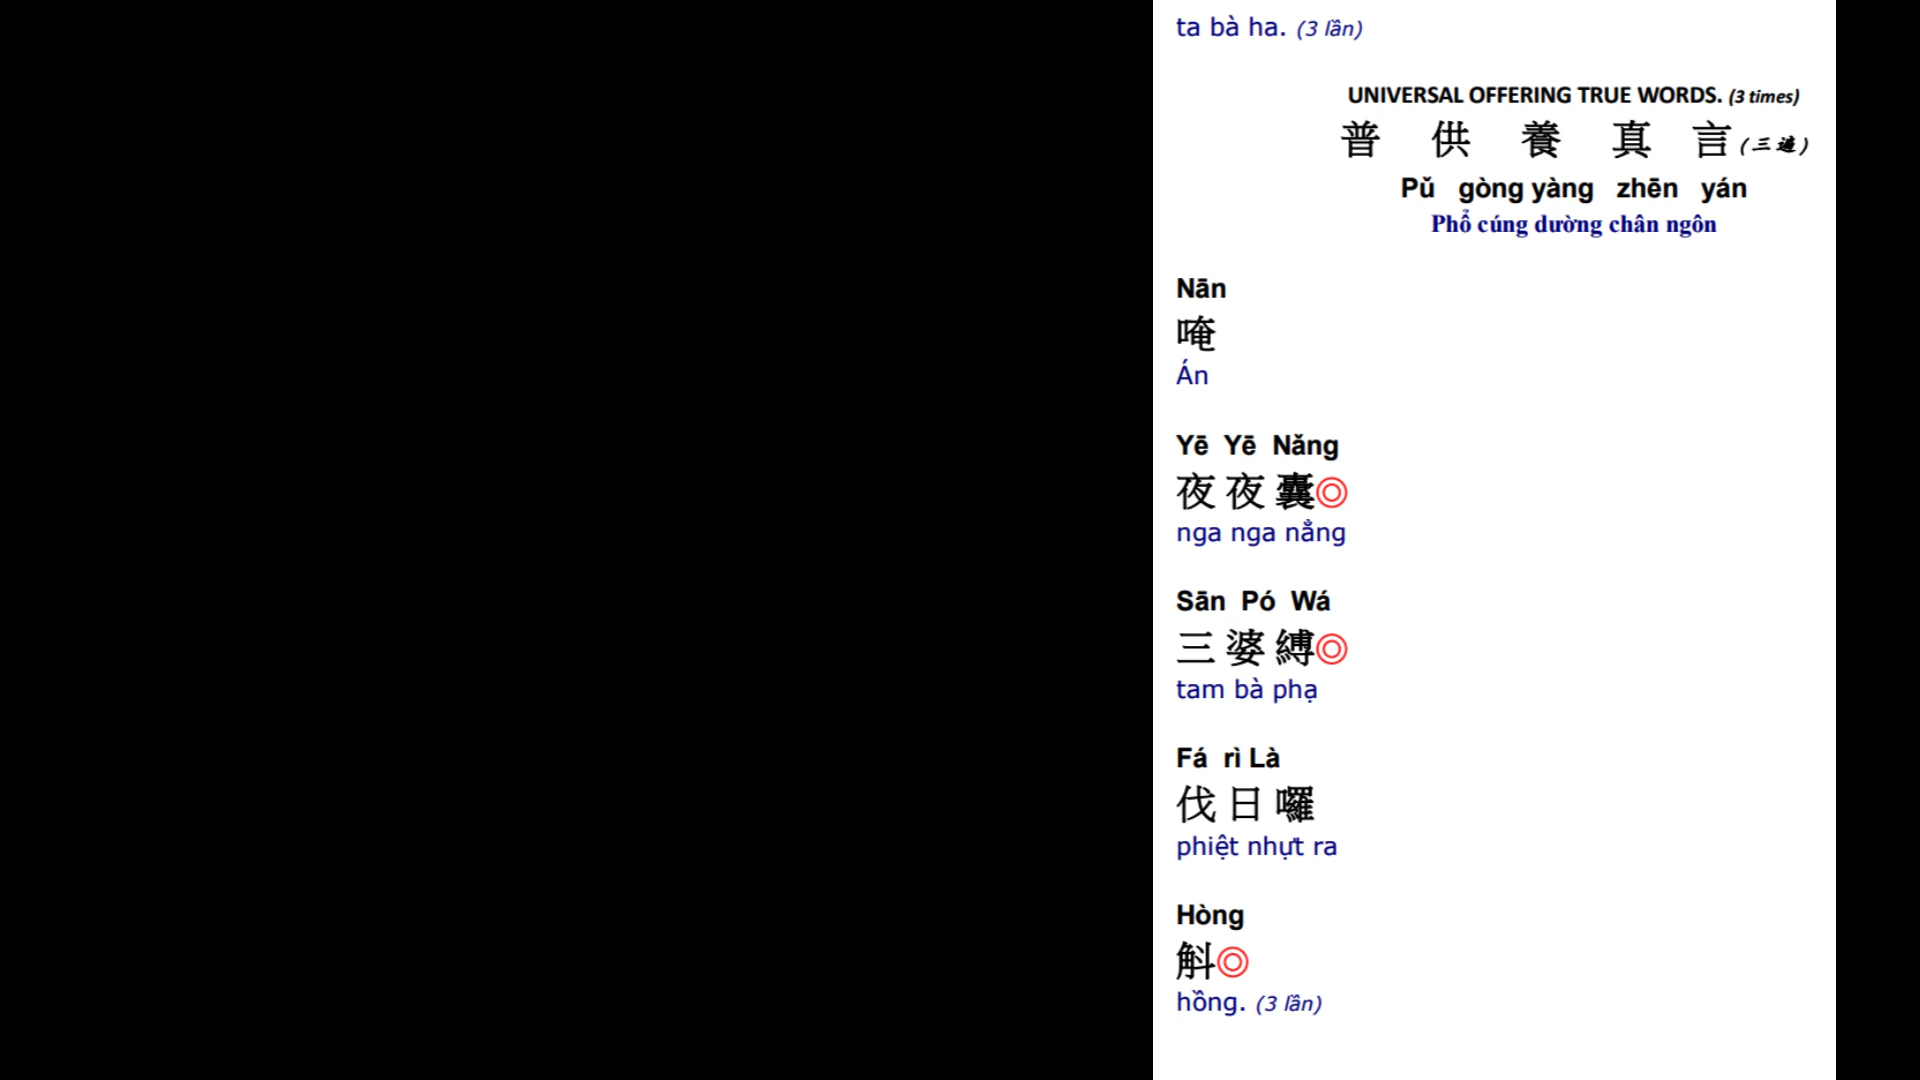 ta bà ha. (3 lần)
UNIVERSAL OFFERING TRUE WORDS. (3 times)
普 供 養 真 言 (三遍)
Pǔ gòng yàng zhēn yán
Phổ cúng dường chân ngôn
Nān
唵
Án
Yē Yē Nǎng
夜 夜 囊◎
nga nga nẳng
Sān Pó Wá
三 婆 縛◎
tam bà phạ
Fá rì Là
伐 日 囉
phiệt nhựt ra
Hòng
斛◎
hồng. (3 lần)